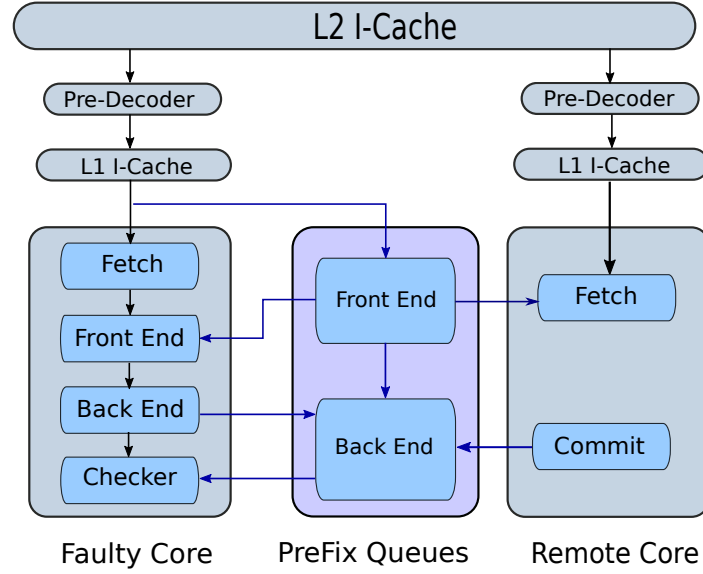 L2 I-Cache
Pre-Decoder
Pre-Decoder
L1 I-Cache
L1 I-Cache
Fetch
Front End
Back End
Checker
Front End
Back End
Fetch
Commit
Faulty Core
PreFix Queues
Remote Core